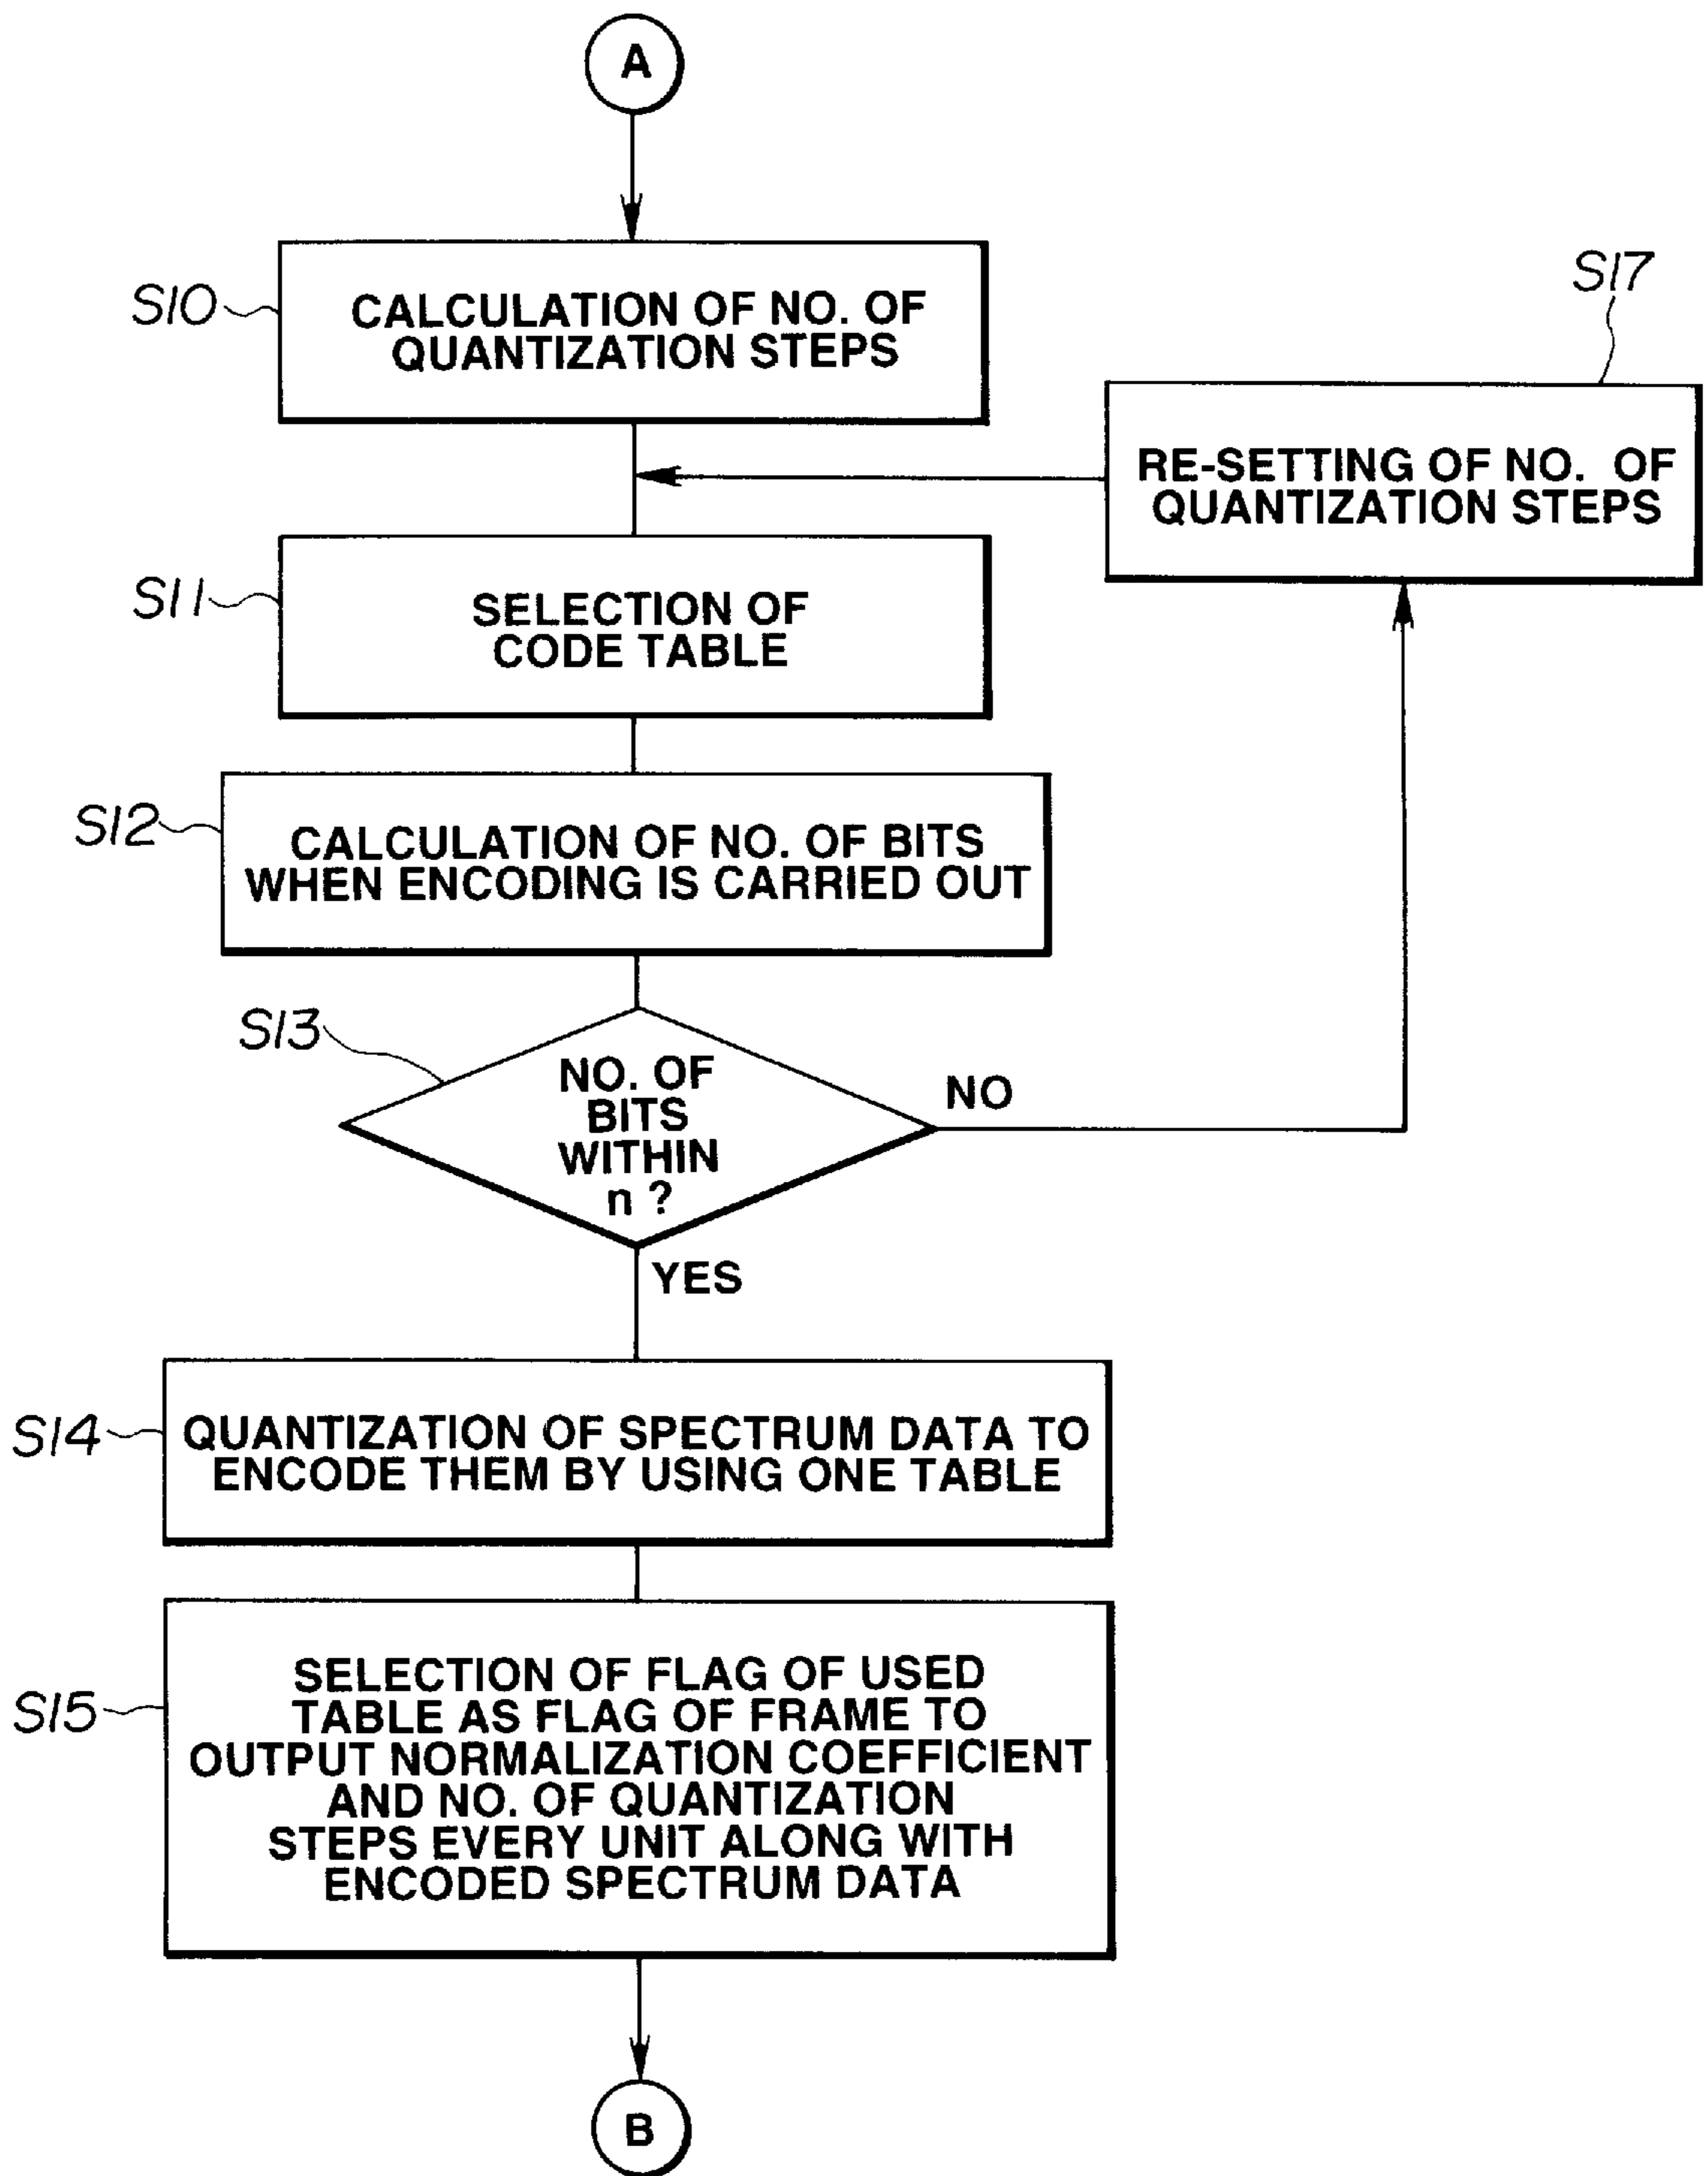 A
S10
CALCULATION OF NO. OF
QUANTIZATION STEPS
S17
RE-SETTING OF NO. OF
QUANTIZATION STEPS
S11
SELECTION OF
CODE TABLE
S12
CALCULATION OF NO. OF BITS
WHEN ENCODING IS CARRIED OUT
S13
NO. OF
BITS
WITHIN
n ?
NO
YES
S14
QUANTIZATION OF SPECTRUM DATA TO
ENCODE THEM BY USING ONE TABLE
S15
SELECTION OF FLAG OF USED
TABLE AS FLAG OF FRAME TO
OUTPUT NORMALIZATION COEFFICIENT
AND NO. OF QUANTIZATION
STEPS EVERY UNIT ALONG WITH
ENCODED SPECTRUM DATA
B